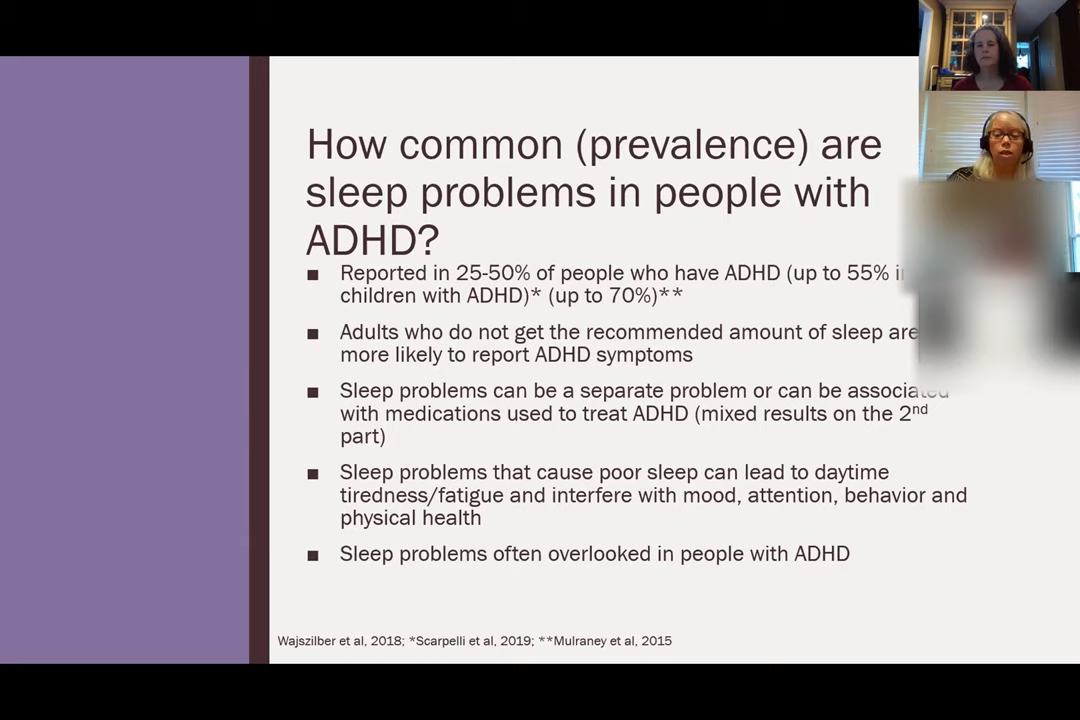 How common (prevalence) are
sleep problems in people with
ADHD?
■ Reported in 25-50% of people who have ADHD (up to 55%
children with ADHD)* (up to 70%)**
■ Adults who do not get the recommended amount of sleep are
more likely to report ADHD symptoms
■ Sleep problems can be a separate problem or can be associated
with medications used to treat ADHD (mixed results on the 2nd
part)
■ Sleep problems that cause poor sleep can lead to daytime
tiredness/fatigue and interfere with mood, attention, behavior and
physical health
■ Sleep problems often overlooked in people with ADHD
Wajszilber et al, 2018; *Scarpelli et al, 2019; **Mulraney et al, 2015